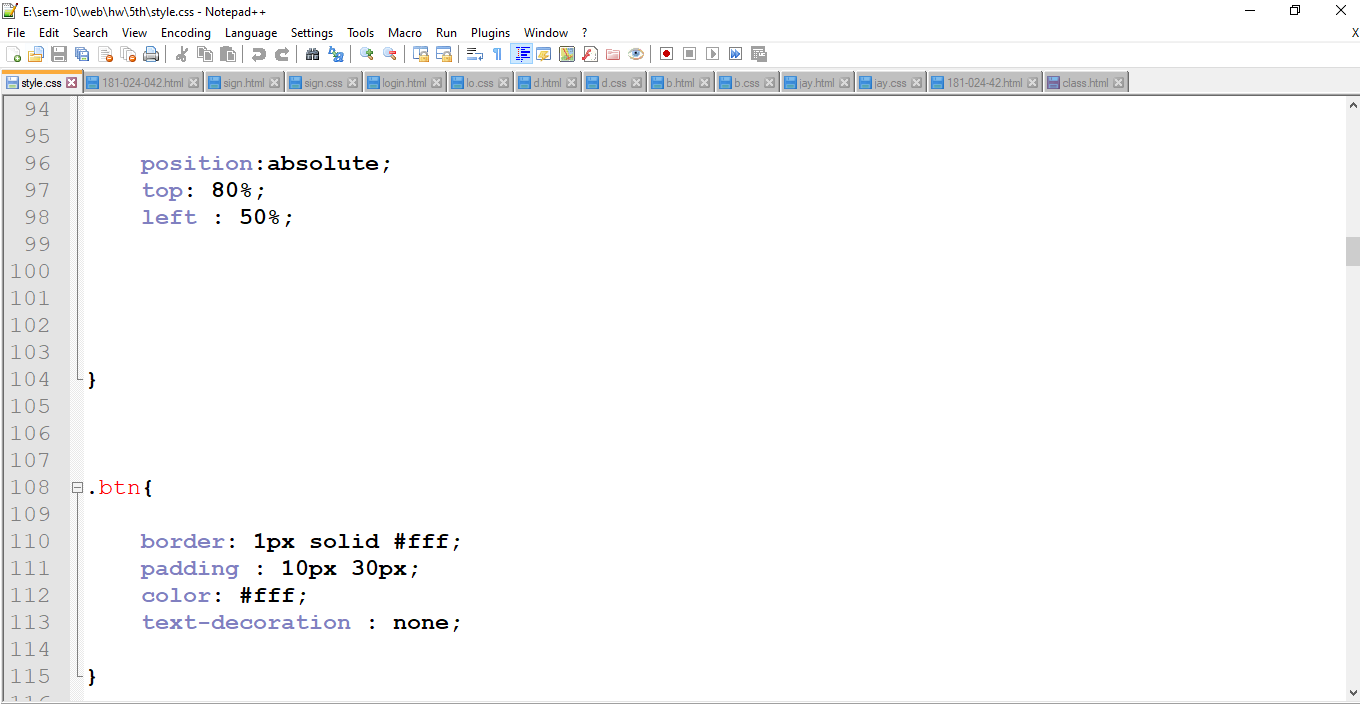 E:\sem-10\web\hw\5th\style.css - Notepad++
File Edit Search View Encoding Language Settings Tools Macro Run Plugins Window ? X
style.css 181-024-042.html sign.html sign.css login.html lo.css d.html d.css b.html b.css jay.html jay.css 181-024-42.html class.html
94
95
96 position:absolute;
97 top: 80%;
98 left : 50%;
99
100
101
102
103
104 }
105
106
107
108 .btn{
109
110 border: 1px solid #fff;
111 padding : 10px 30px;
112 color: #fff;
113 text-decoration : none;
114
115 }
116